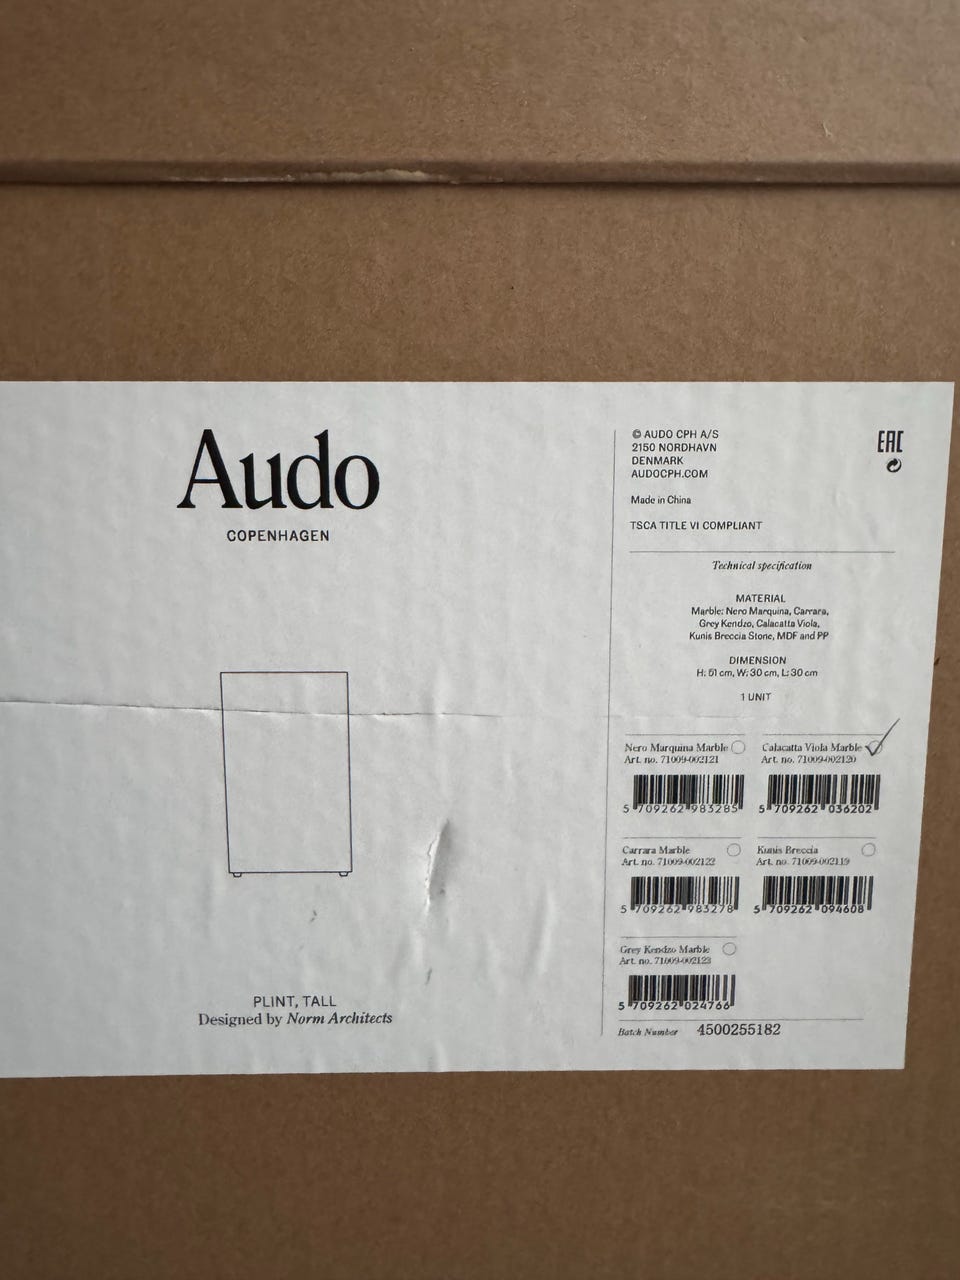 Audo
COPENHAGEN
PLINT, TALL
Designed by Norm Architects
© AUDO CPH A/S
2150 NORDHAVN
DENMARK
AUDOCPH.COM
Made in China
TSCA TITLE VI COMPLIANT
EAC
Technical specification
MATERIAL
Marble: Nero Marquina, Carrara,
Grey Kendzo, Calacatta Viola,
Kunis Breccia Stone, MDF and PP
DIMENSION
H: 51 cm, W: 30 cm, L: 30 cm
1 UNIT
Nero Marquina Marble
Art. no. 71009-002121
5 709262 983285
Calacatta Viola Marble
Art. no. 71009-002120
5 709262 036202
Carrara Marble
Art. no. 71009-002122
5 709262 983278
Kunis Breccia
Art. no. 71009-002119
5 709262 094608
Grey Kendzo Marble
Art. no. 71009-002123
5 709262 024766
Batch Number 4500255182